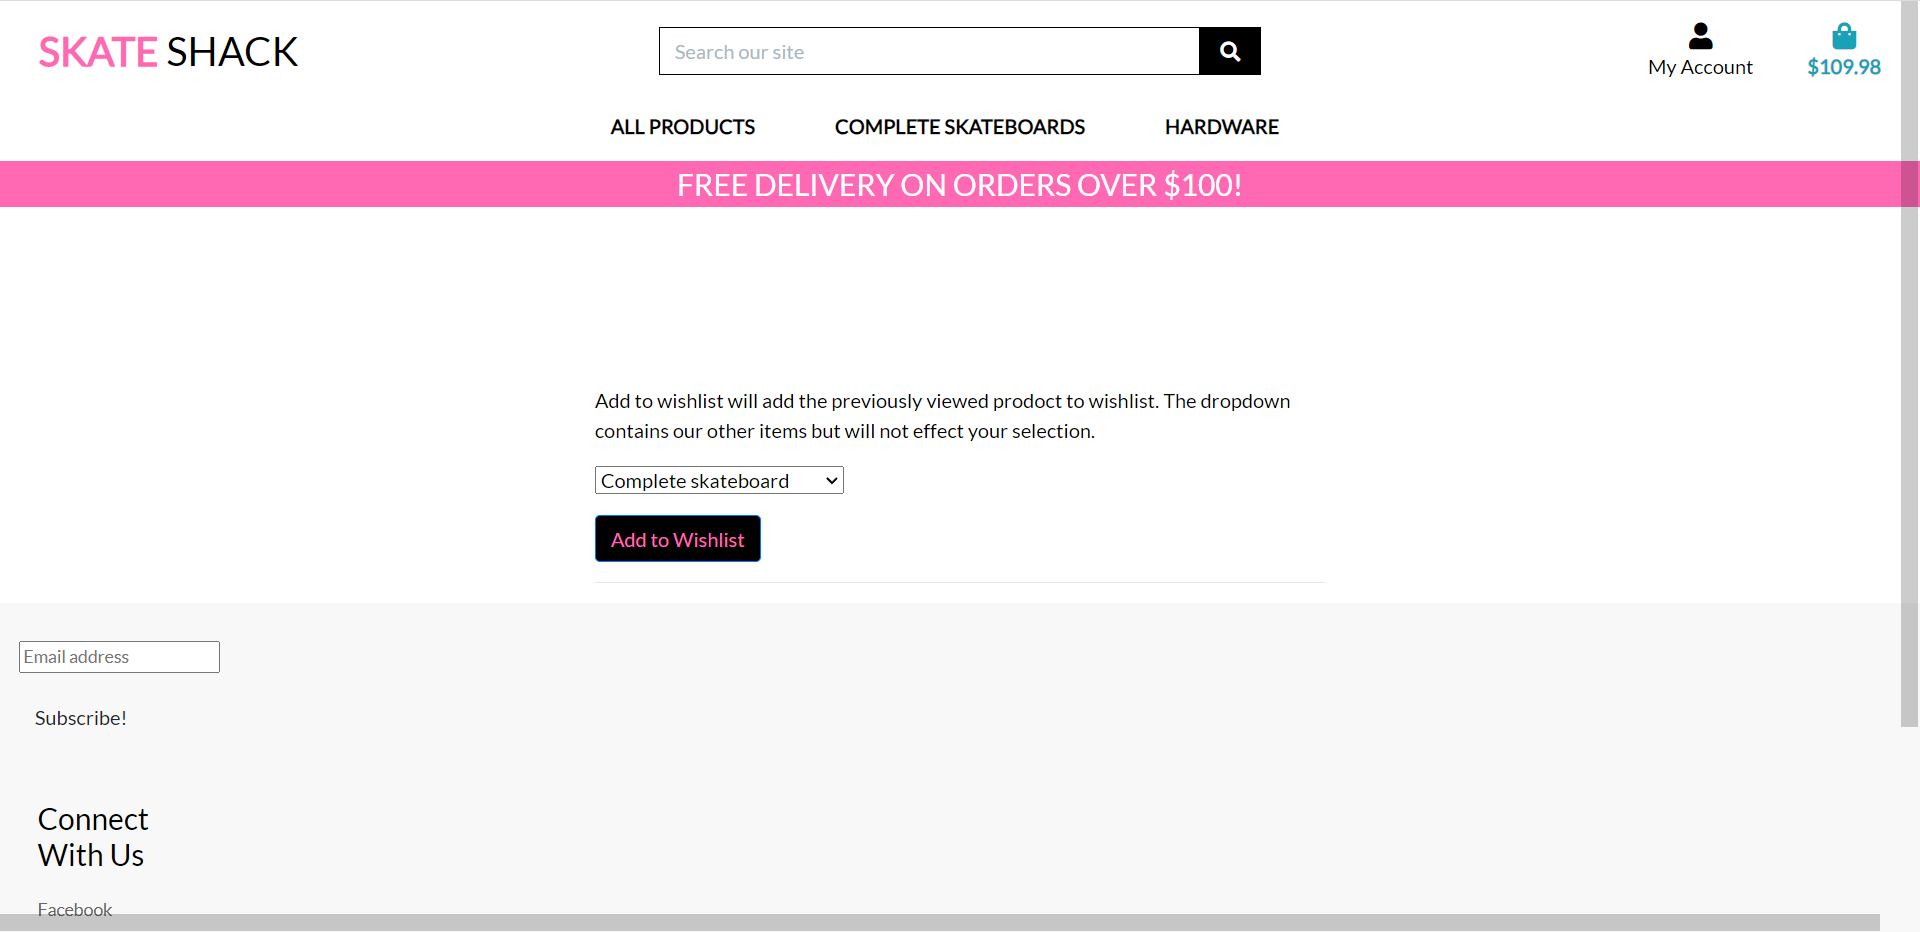 SKATE SHACK
Search our site
My Account
$109.98
ALL PRODUCTS
COMPLETE SKATEBOARDS
HARDWARE
FREE DELIVERY ON ORDERS OVER $100!
Add to wishlist will add the previously viewed prodoct to wishlist. The dropdown
contains our other items but will not effect your selection.
Complete skateboard
Add to Wishlist
Email address
Subscribe!
Connect
With Us
Facebook